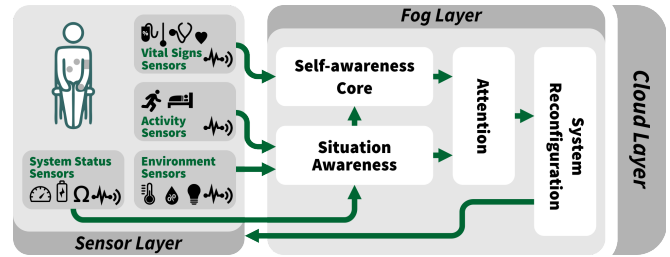 Fog Layer
Vital Signs
Sensors
Self-awareness
Core
Activity
Sensors
Situation
Awareness
Attention
System
Reconfiguration
Cloud Layer
System Status
Sensors
Ω
Environment
Sensors
Sensor Layer